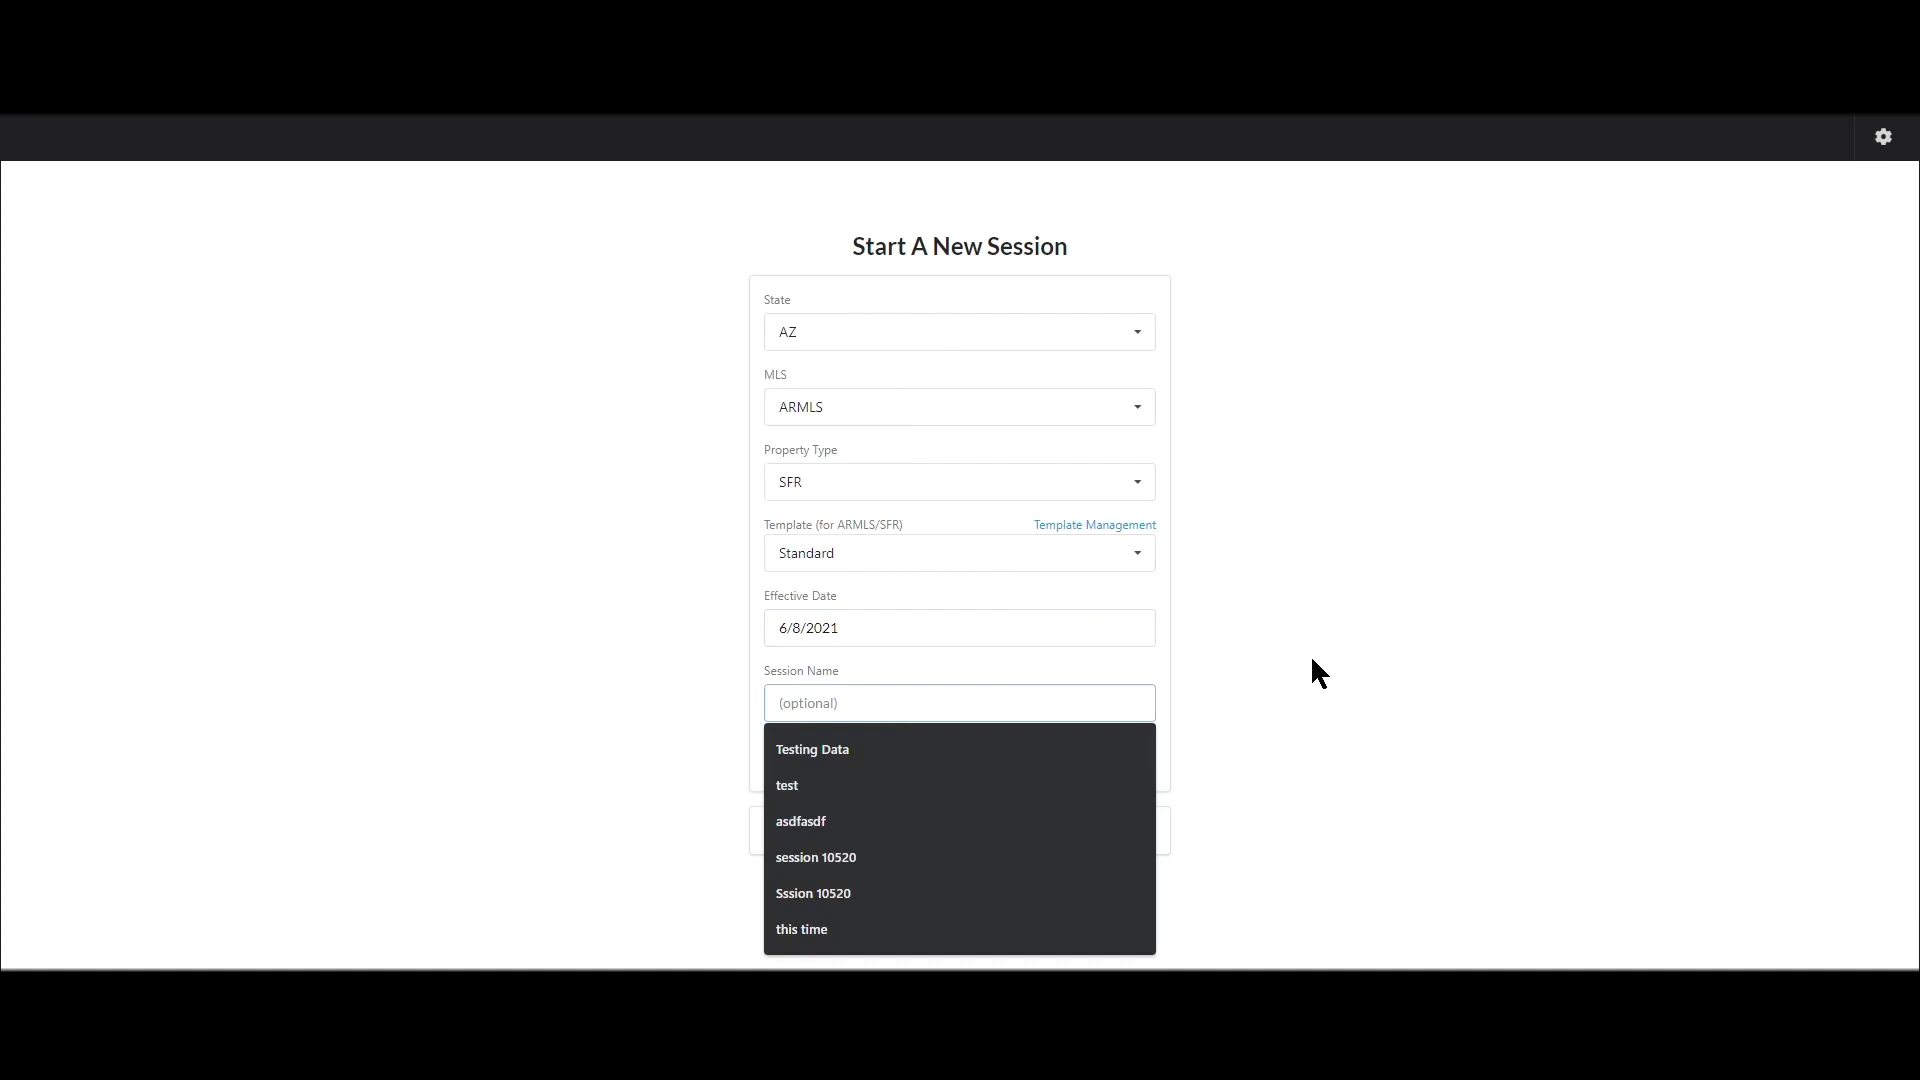 Start A New Session
State
AZ
MLS
ARMLS
Property Type
SFR
Template (for ARMLS/SFR) Template Management
Standard
Effective Date
6/8/2021
Session Name
(optional)
Testing Data
test
asdfasdf
session 10520
Sssion 10520
this time